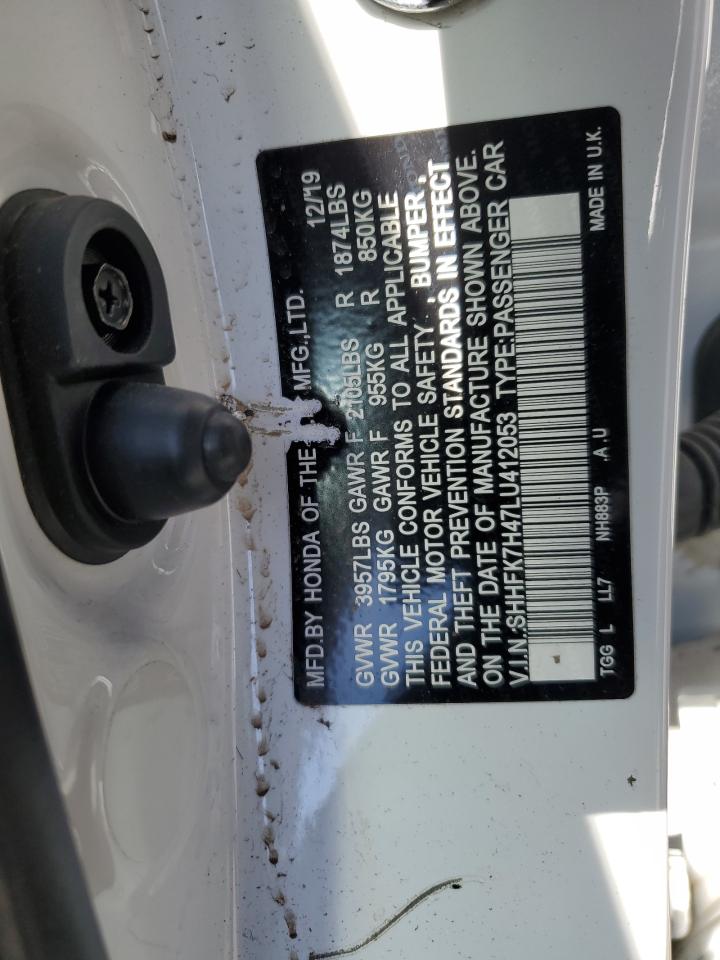 MFD.BY HONDA OF THE MFG.,LTD. 12/19
GVWR 3957LBS GAWR F 2105LBS R 1874LBS
GVWR 1795KG GAWR F 955KG R 850KG
THIS VEHICLE CONFORMS TO ALL APPLICABLE
FEDERAL MOTOR VEHICLE SAFETY, BUMPER,
AND THEFT PREVENTION STANDARDS IN EFFECT
ON THE DATE OF MANUFACTURE SHOWN ABOVE.
V.I.N.:SHHFK7H47LU412053 TYPE:PASSENGER CAR
TGG L LL7 NH883P .A.U MADE IN U.K.